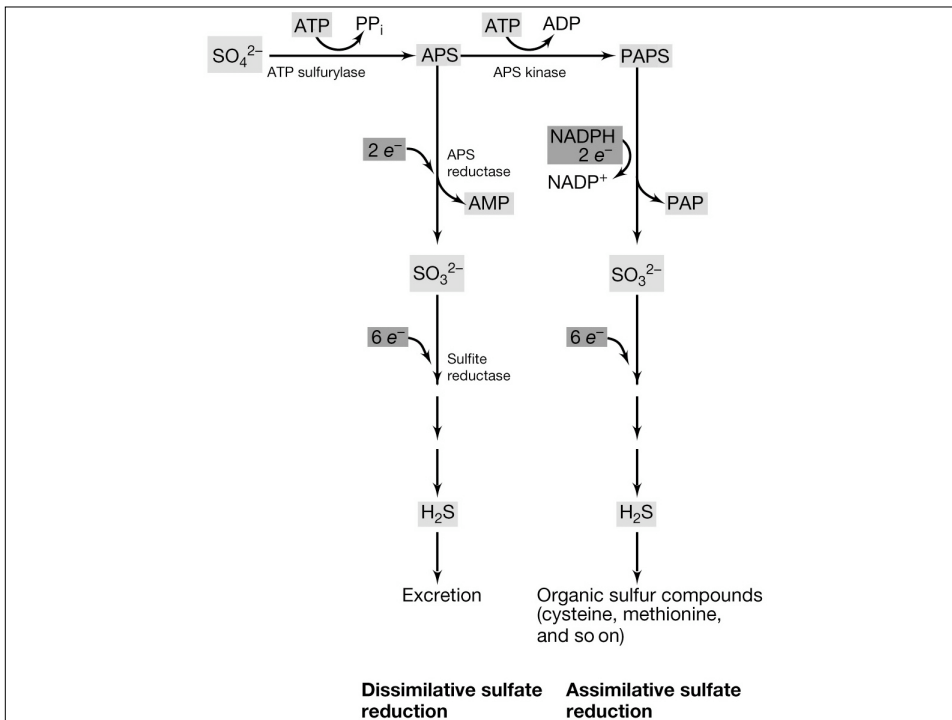 ATP PPi ATP ADP
SO4 2– APS PAPS
ATP sulfurylase APS kinase
2 e– APS reductase AMP
NADPH
2 e–
NADP+ PAP
SO3 2– SO3 2–
6 e– Sulfite reductase 6 e–
H2S H2S
Excretion Organic sulfur compounds
(cysteine, methionine,
and so on)
Dissimilative sulfate Assimilative sulfate
reduction reduction